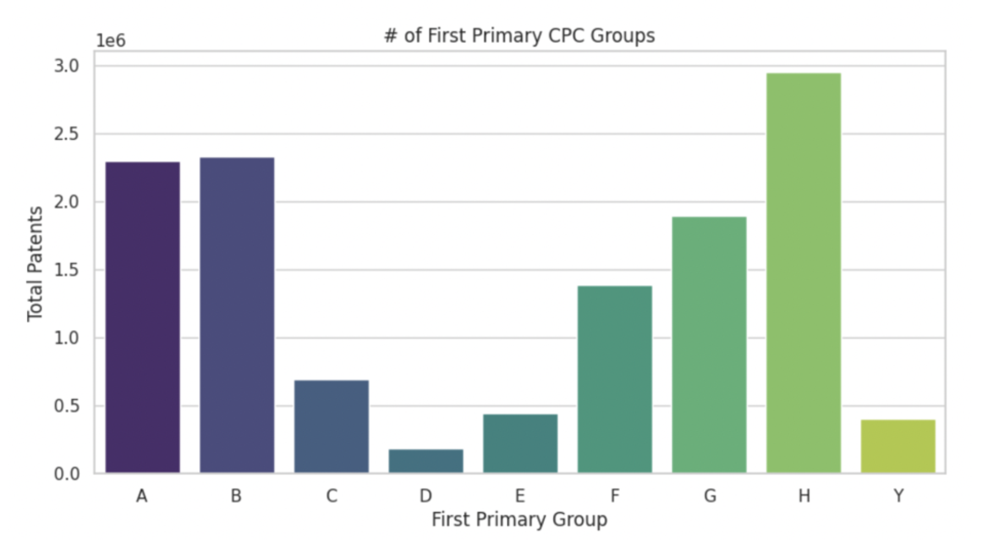 # of First Primary CPC Groups
1e6
3.0
2.5
2.0
1.5
1.0
0.5
0.0
Total Patents
A B C D E F G H Y
First Primary Group